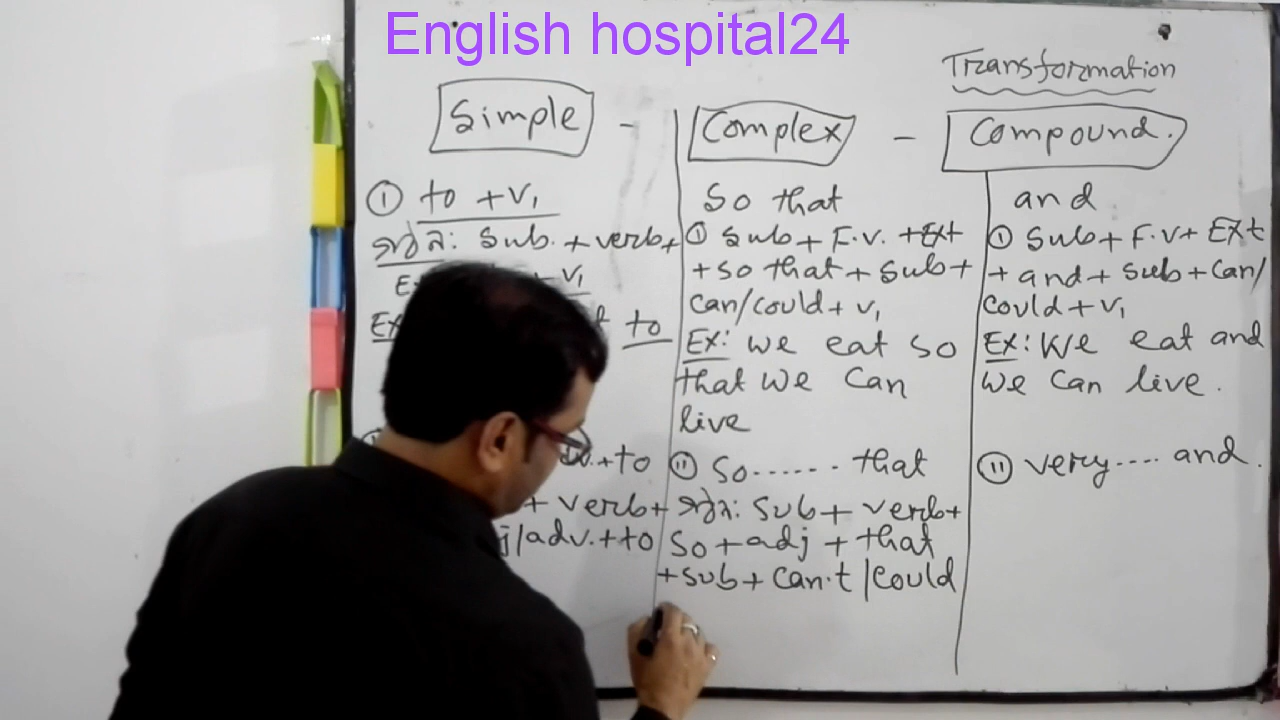 English hospital24
Transformation
Simple - Complex - Compound.
① to + v₁
গঠন: Sub. + verb +
+ v₁
Ex
to
adv. + to
+ verb +
j/adv. + to
So that
① Sub + F.V. + Ext
+ so that + Sub +
can/could + v₁
Ex: we eat so
that we can
live
⑪ So...... that
গঠন: Sub + verb +
So + adj + that
+ sub + can't / could
and
① Sub + F.V + Ext
+ and + Sub + can/
could + v₁
Ex: We eat and
we can live.
⑪ very.... and.